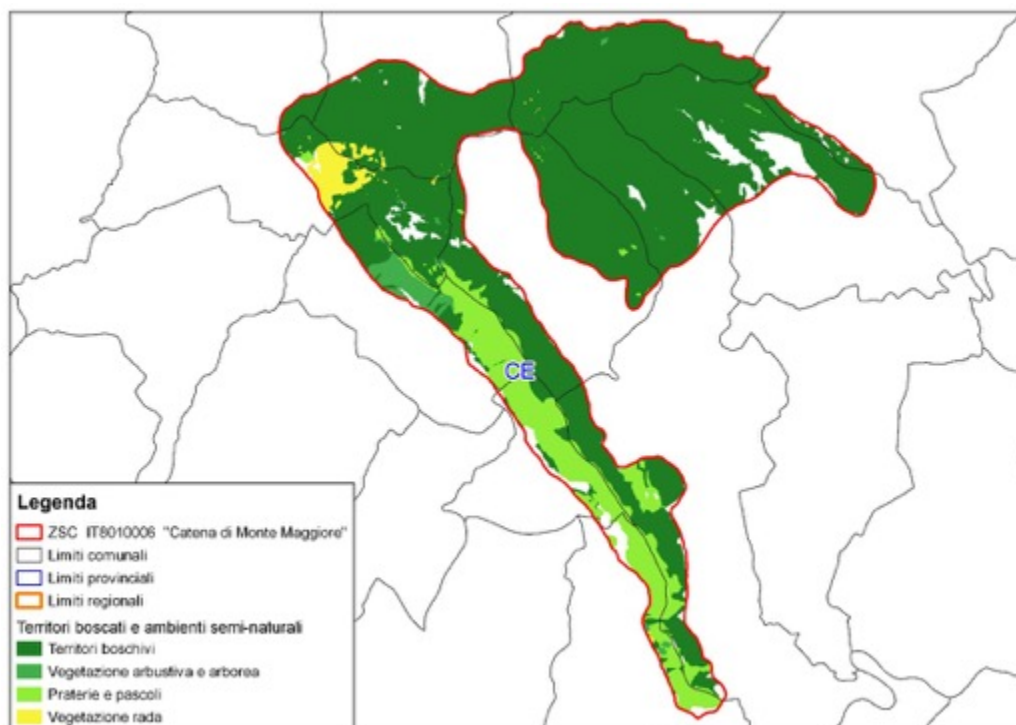 CE
Legenda
ZSC IT8010006 "Catena di Monte Maggiore"
Limiti comunali
Limiti provinciali
Limiti regionali
Territori boscati e ambienti semi-naturali
Territori boschivi
Vegetazione arbustiva e arborea
Praterie e pascoli
Vegetazione rada